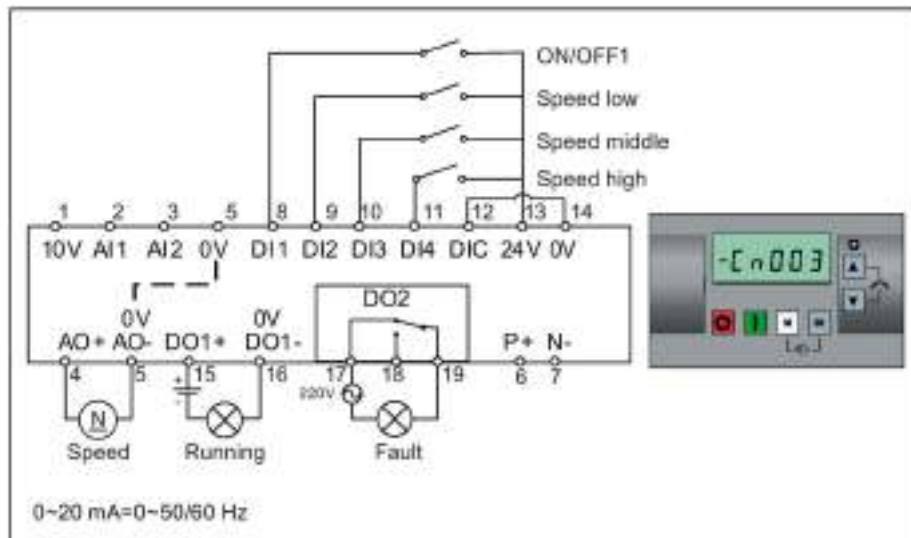 ON/OFF1
Speed low
Speed middle
Speed high
1 2 3 5 8 9 10 11 12 13 14
10V AI1 AI2 0V DI1 DI2 DI3 DI4 DIC 24V 0V
-Cn003
DO2
0V 0V
AO+ AO- DO1+ DO1- P+ N-
4 5 15 16 17 18 19 6 7
+
-
220V
N
Speed Running Fault
0~20 mA=0~50/60 Hz